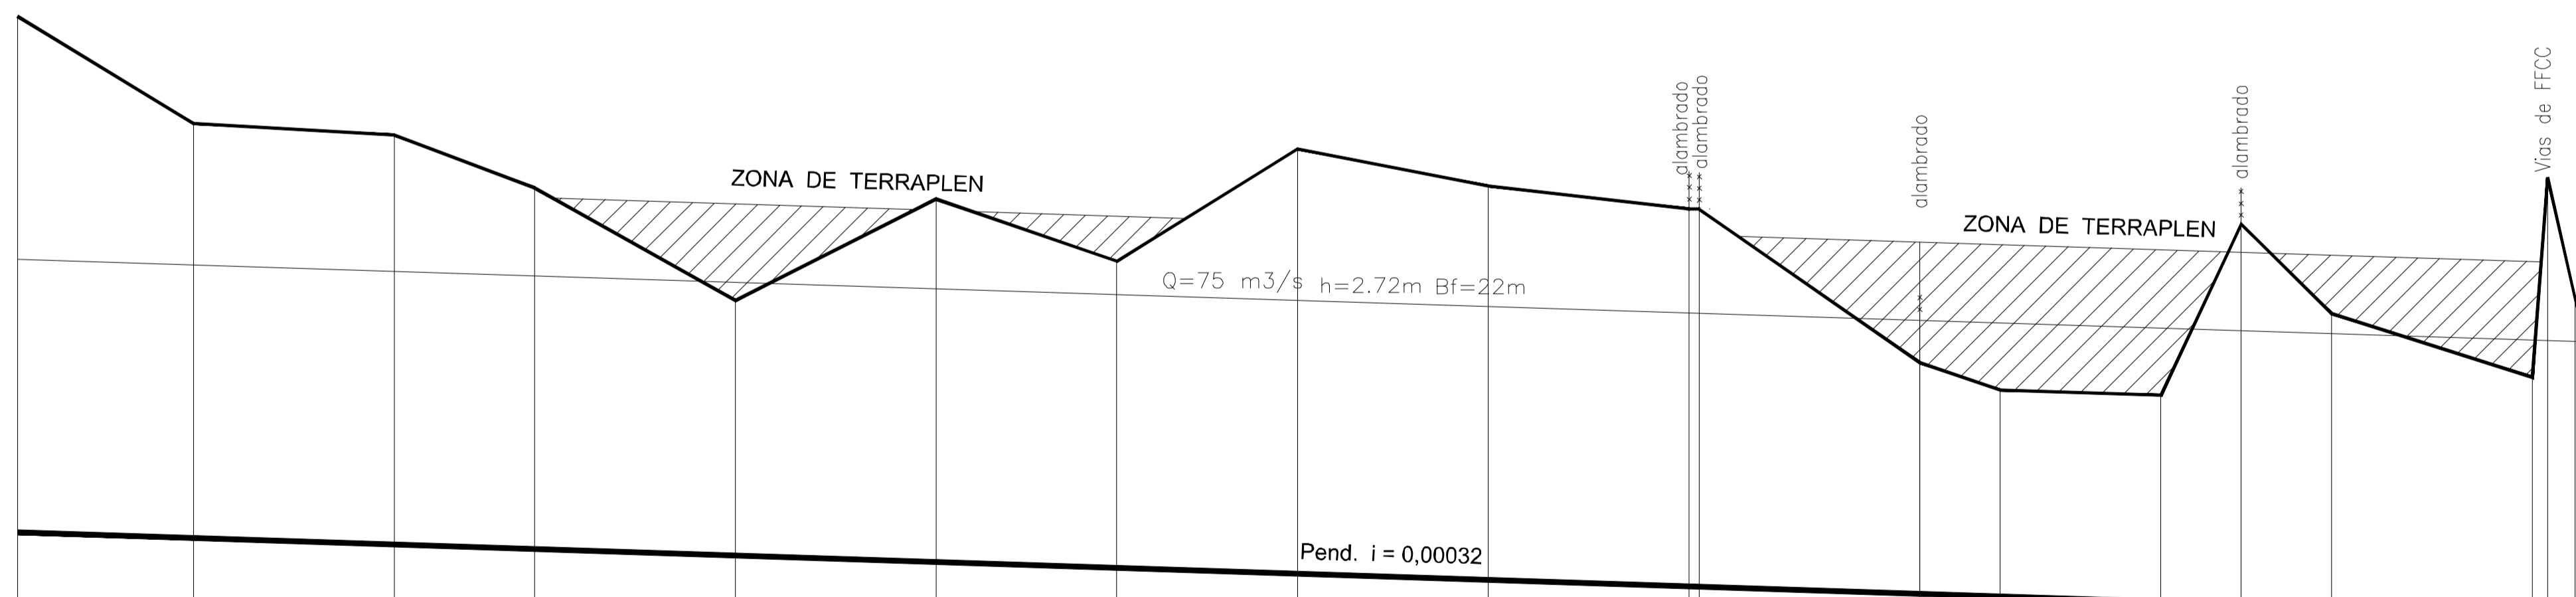 ZONA DE TERRAPLEN
Q=75 m3/s h=2.72m Bf=22m
Pend. i = 0,00032
alambrado
alambrado
alambrado
ZONA DE TERRAPLEN
alambrado
Vias de FFCC